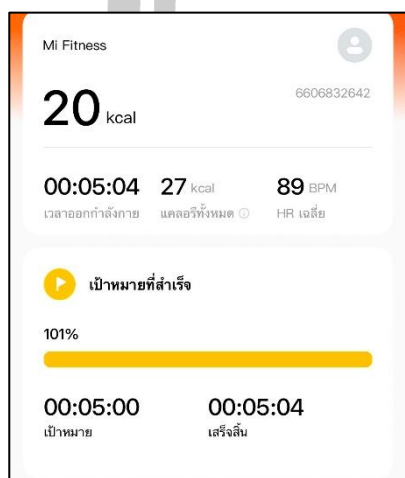 Mi Fitness
20 kcal
6606832642
00:05:04 27 kcal 89 BPM
เวลาออกกำลังกาย แคลอรีทั้งหมด HR เฉลี่ย
เป้าหมายที่สำเร็จ
101%
00:05:00 00:05:04
เป้าหมาย เสร็จสิ้น